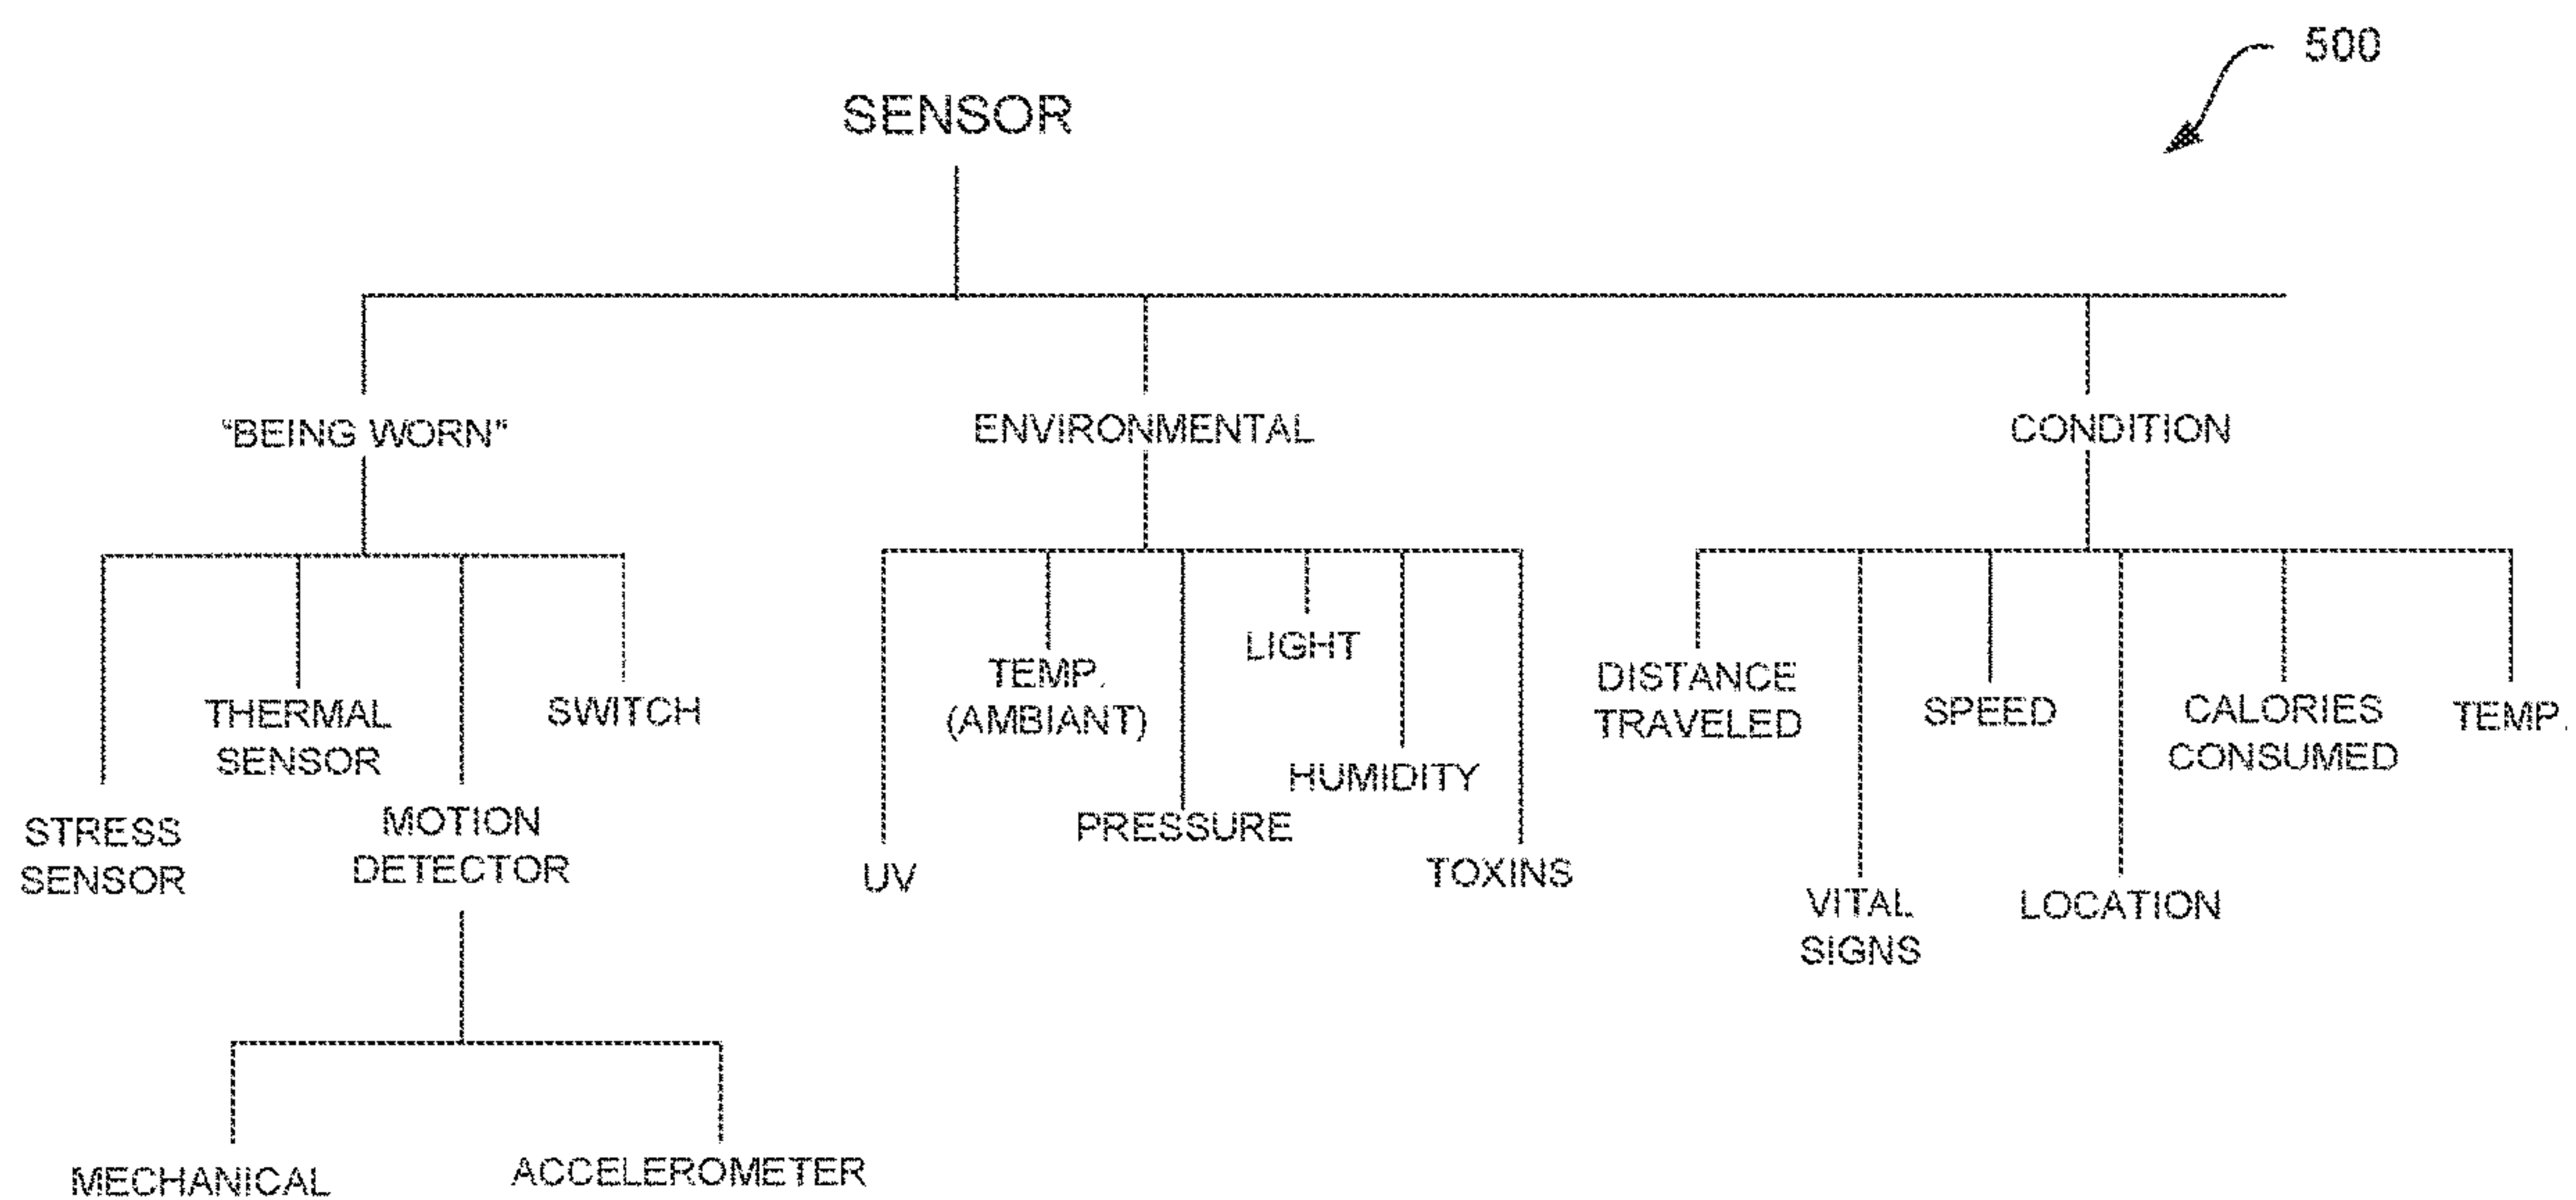 500
SENSOR
"BEING WORN"
ENVIRONMENTAL
CONDITION
STRESS
SENSOR
THERMAL
SENSOR
MOTION
DETECTOR
SWITCH
MECHANICAL
ACCELEROMETER
UV
TEMP.
(AMBIANT)
PRESSURE
LIGHT
HUMIDITY
TOXINS
DISTANCE
TRAVELED
VITAL
SIGNS
SPEED
LOCATION
CALORIES
CONSUMED
TEMP.